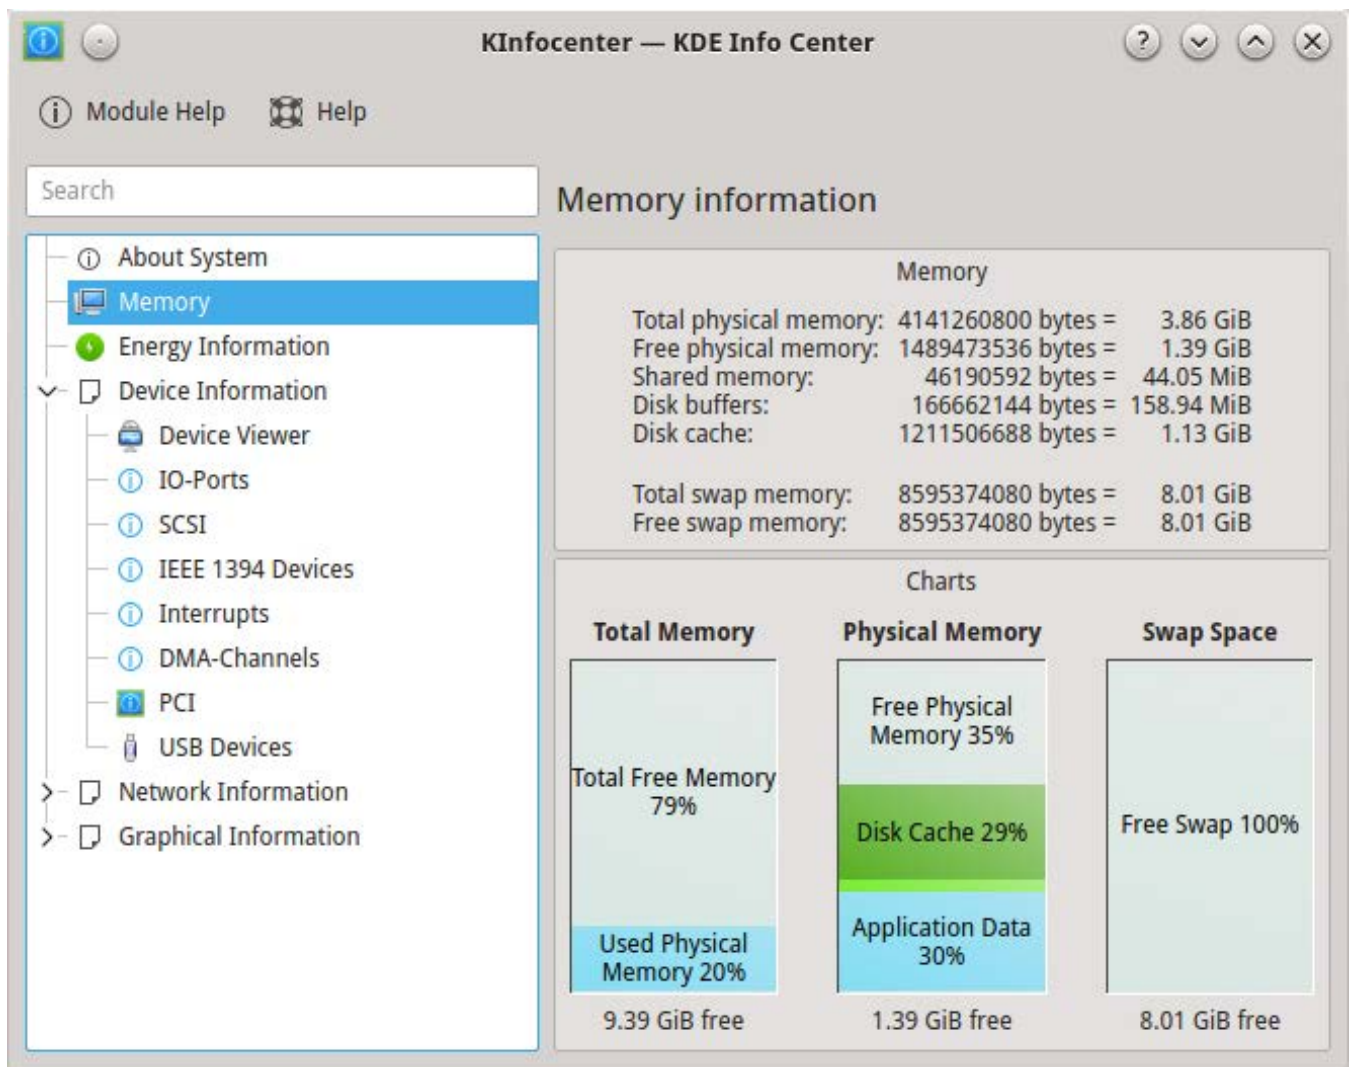 KInfocenter — KDE Info Center
Module Help Help
Search
About System
Memory
Energy Information
Device Information
Device Viewer
IO-Ports
SCSI
IEEE 1394 Devices
Interrupts
DMA-Channels
PCI
USB Devices
Network Information
Graphical Information
Memory information
Memory
Total physical memory: 4141260800 bytes = 3.86 GiB
Free physical memory: 1489473536 bytes = 1.39 GiB
Shared memory: 46190592 bytes = 44.05 MiB
Disk buffers: 166662144 bytes = 158.94 MiB
Disk cache: 1211506688 bytes = 1.13 GiB
Total swap memory: 8595374080 bytes = 8.01 GiB
Free swap memory: 8595374080 bytes = 8.01 GiB
Charts
Total Memory
Total Free Memory
79%
Used Physical
Memory 20%
9.39 GiB free
Physical Memory
Free Physical
Memory 35%
Disk Cache 29%
Application Data
30%
1.39 GiB free
Swap Space
Free Swap 100%
8.01 GiB free